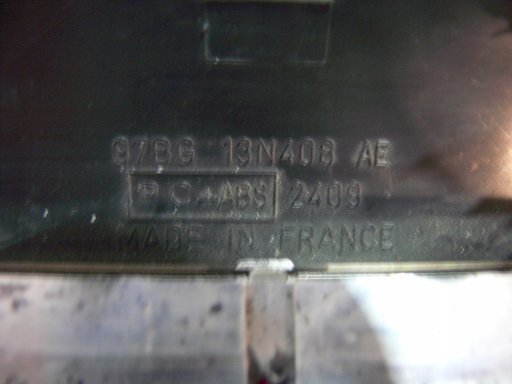 97BG 13N408 AE
PC+ABS 2409
MADE IN FRANCE